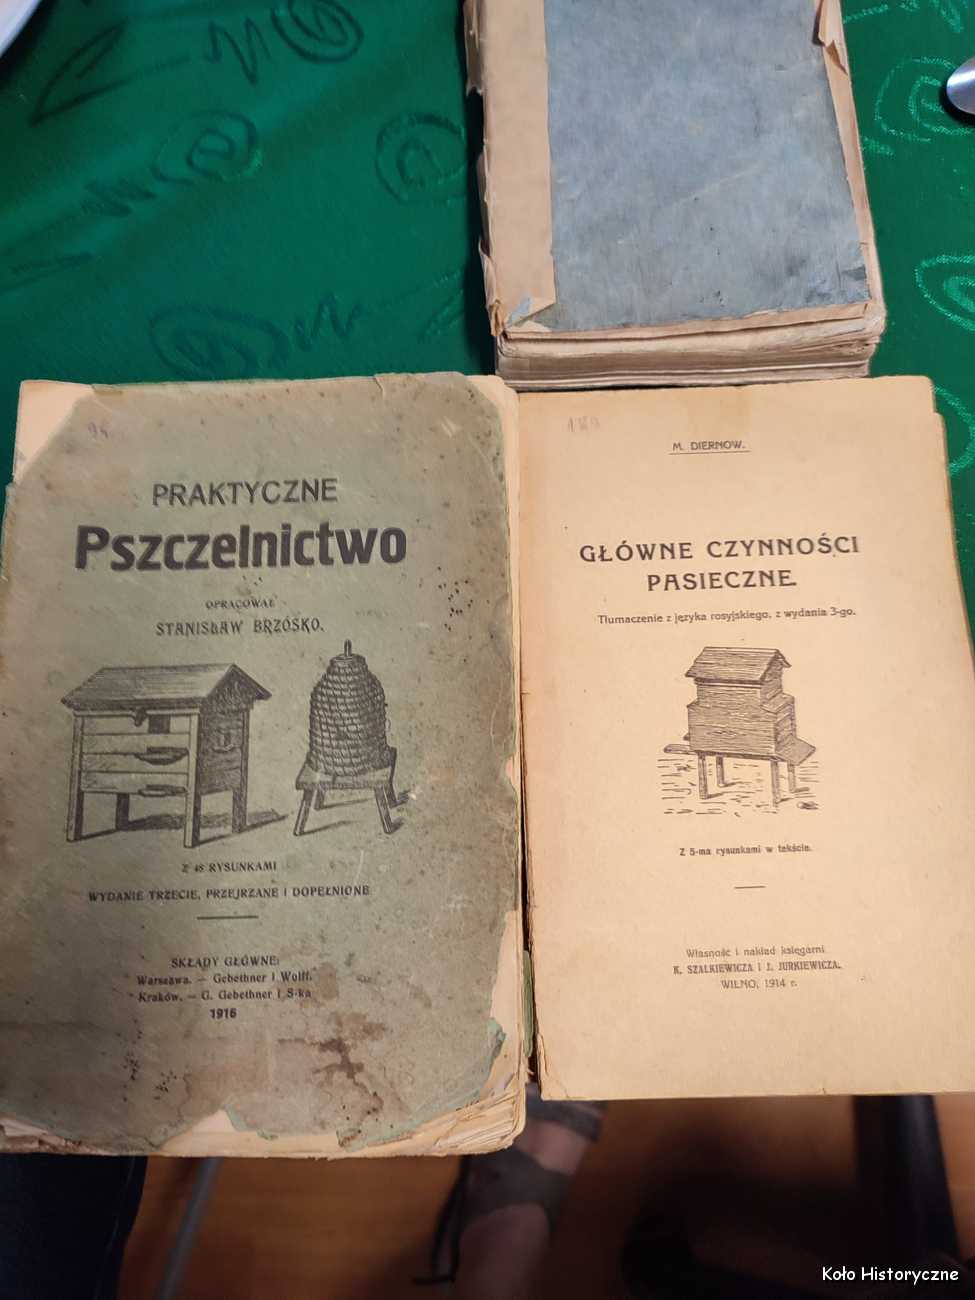 94
PRAKTYCZNE
Pszczelnictwo
OPRACOWAŁ
STANISŁAW BRZÓSKO.
Z 48 RYSUNKAMI
WYDANIE TRZECIE, PRZEJRZANE I DOPEŁNIONE
SKŁADY GŁÓWNE:
Warszawa. — Gebethner i Wolff.
Kraków. — G. Gebethner i S-ka
1916
M. DIERNOW.
GŁÓWNE CZYNNOŚCI
PASIECZNE
Tłumaczenie z języka rosyjskiego, z wydania 3-go.
Z 5-ma rysunkami w tekście.
Własność i nakład księgarni
K. SZAŁKIEWICZA i J. JURKIEWICZA.
WILNO, 1914 r.
Koło Historyczne